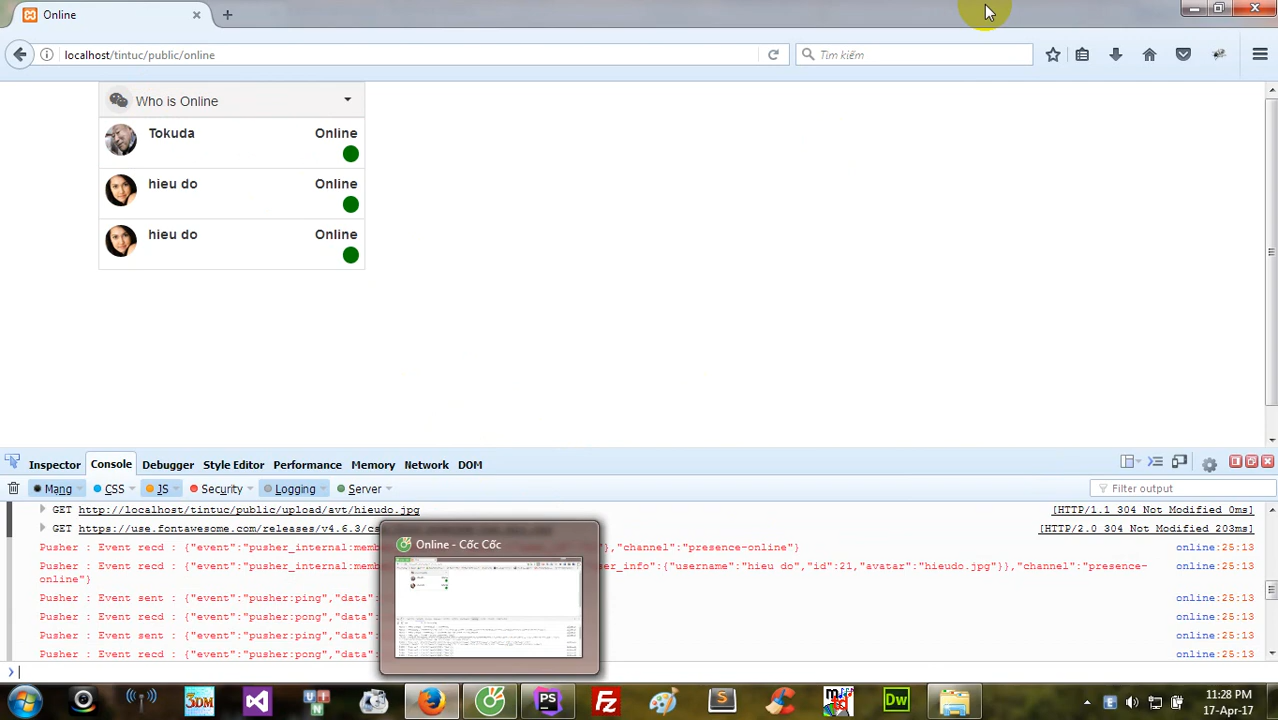 Online
localhost/tintuc/public/online
Tìm kiếm
Who is Online
Tokuda Online
hieu do Online
hieu do Online
Inspector Console Debugger Style Editor Performance Memory Network DOM
Mạng CSS JS Security Logging Server Filter output
GET http://localhost/tintuc/public/upload/avt/hieudo.jpg [HTTP/1.1 304 Not Modified 0ms]
GET https://use.fontawesome.com/releases/v4.6.3/cs [HTTP/2.0 304 Not Modified 203ms]
Pusher : Event recd : {"event":"pusher_internal:memb },"channel":"presence-online"} online:25:13
Pusher : Event recd : {"event":"pusher_internal:memb er_info":{"username":"hieu do","id":21,"avatar":"hieudo.jpg"}},"channel":"presence- online:25:13
online"}
Pusher : Event sent : {"event":"pusher:ping","data": online:25:13
Pusher : Event recd : {"event":"pusher:pong","data": online:25:13
Pusher : Event sent : {"event":"pusher:ping","data": online:25:13
Pusher : Event recd : {"event":"pusher:pong","data": online:25:13
Online - Cốc Cốc
11:28 PM
17-Apr-17